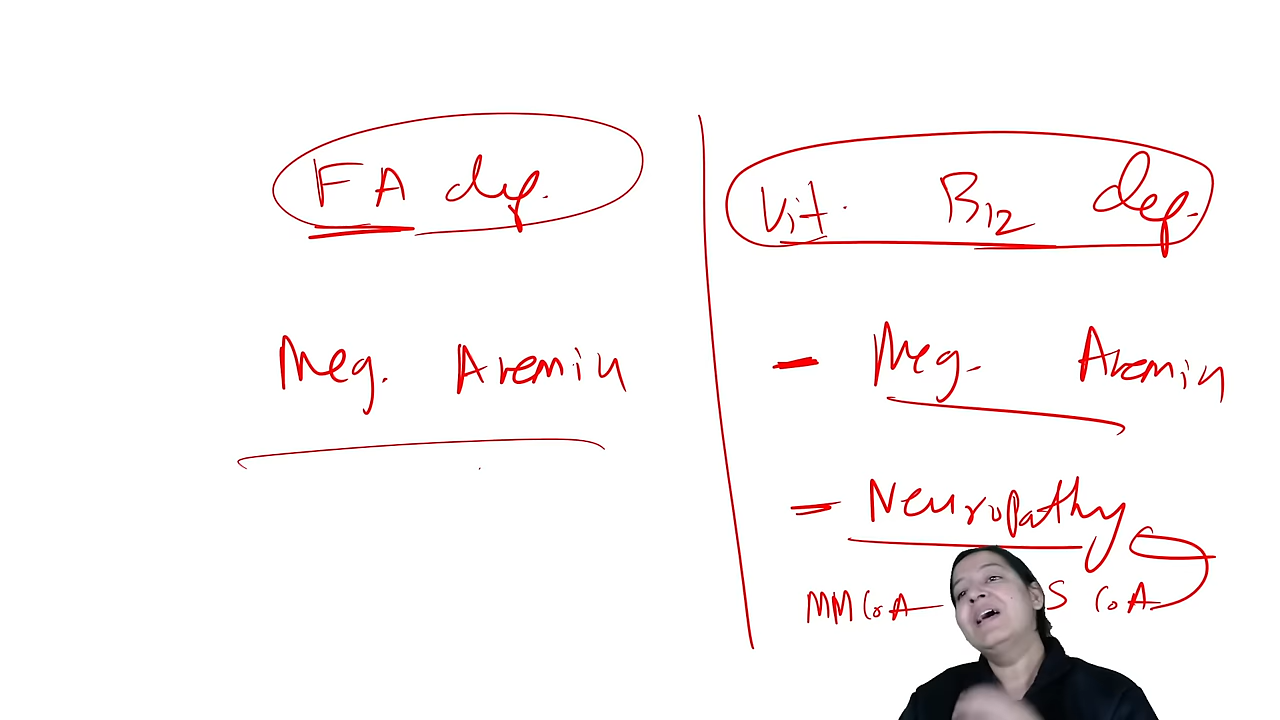 FA def.
Meg. Anemia
Vit. B12 def.
- Meg. Anemia
- Neuropathy
MMCoA S CoA